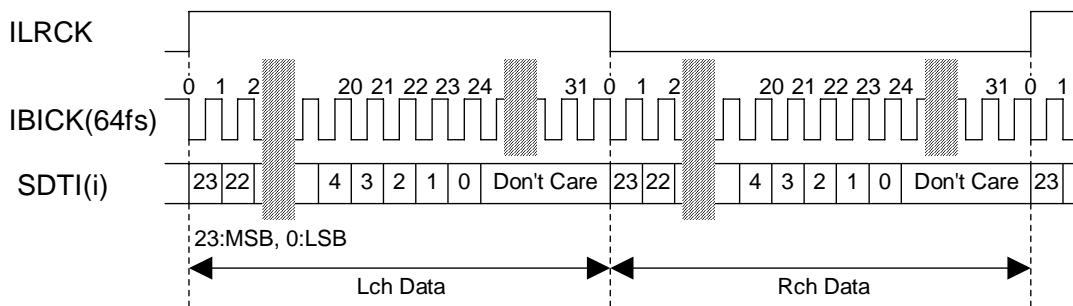 ILRCK
0 1 2 20 21 22 23 24 31 0 1 2 20 21 22 23 24 31 0 1
IBICK(64fs)
SDTI(i) 23 22 4 3 2 1 0 Don't Care 23 22 4 3 2 1 0 Don't Care 23
23:MSB, 0:LSB
Lch Data Rch Data